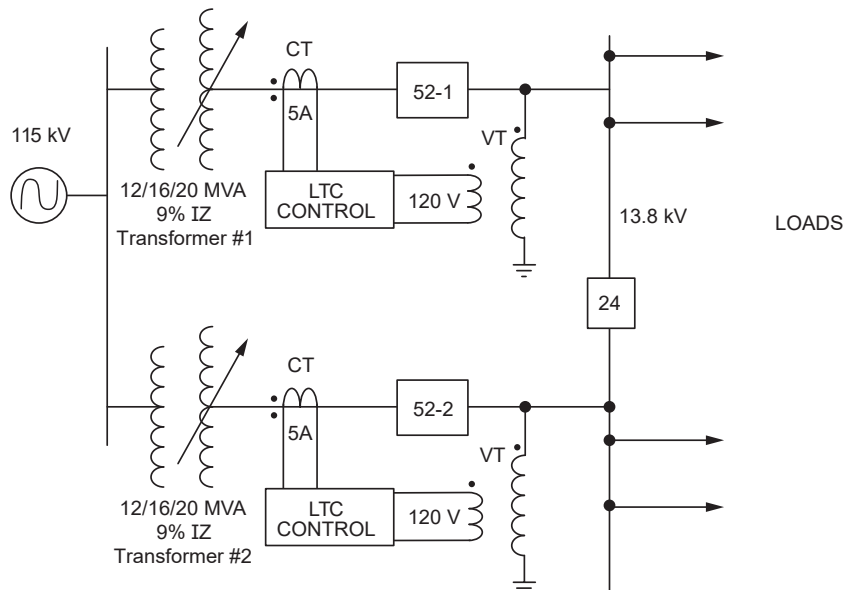 CT
52-1
115 kV
5A
VT
12/16/20 MVA
9% IZ
Transformer #1
LTC
CONTROL
120 V
13.8 kV
LOADS
24
CT
52-2
5A
VT
12/16/20 MVA
9% IZ
Transformer #2
LTC
CONTROL
120 V